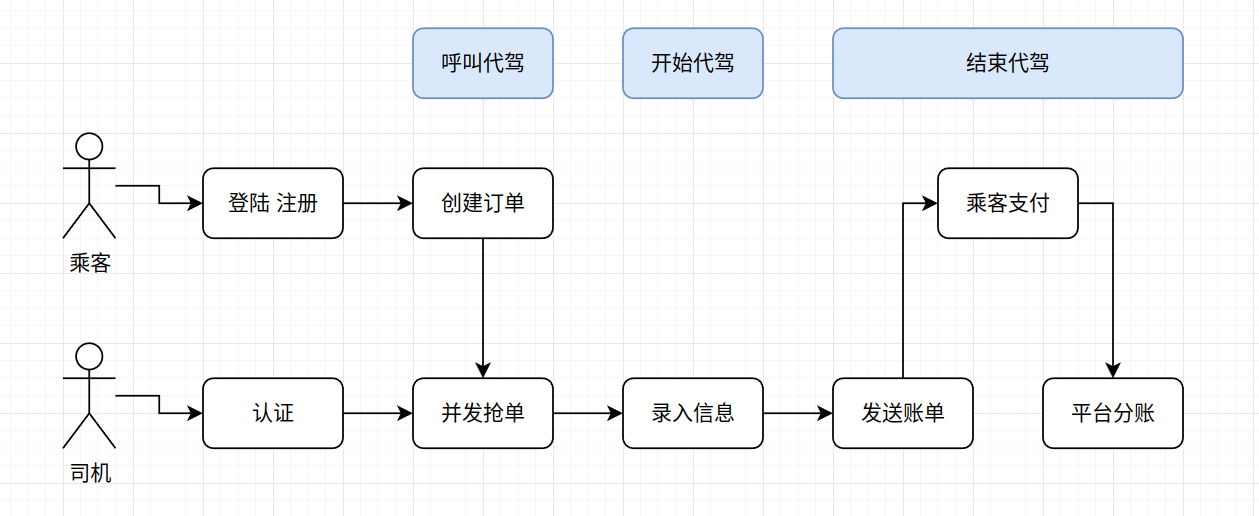 呼叫代驾
开始代驾
结束代驾
登陆 注册
创建订单
乘客支付
乘客
认证
并发抢单
录入信息
发送账单
平台分账
司机